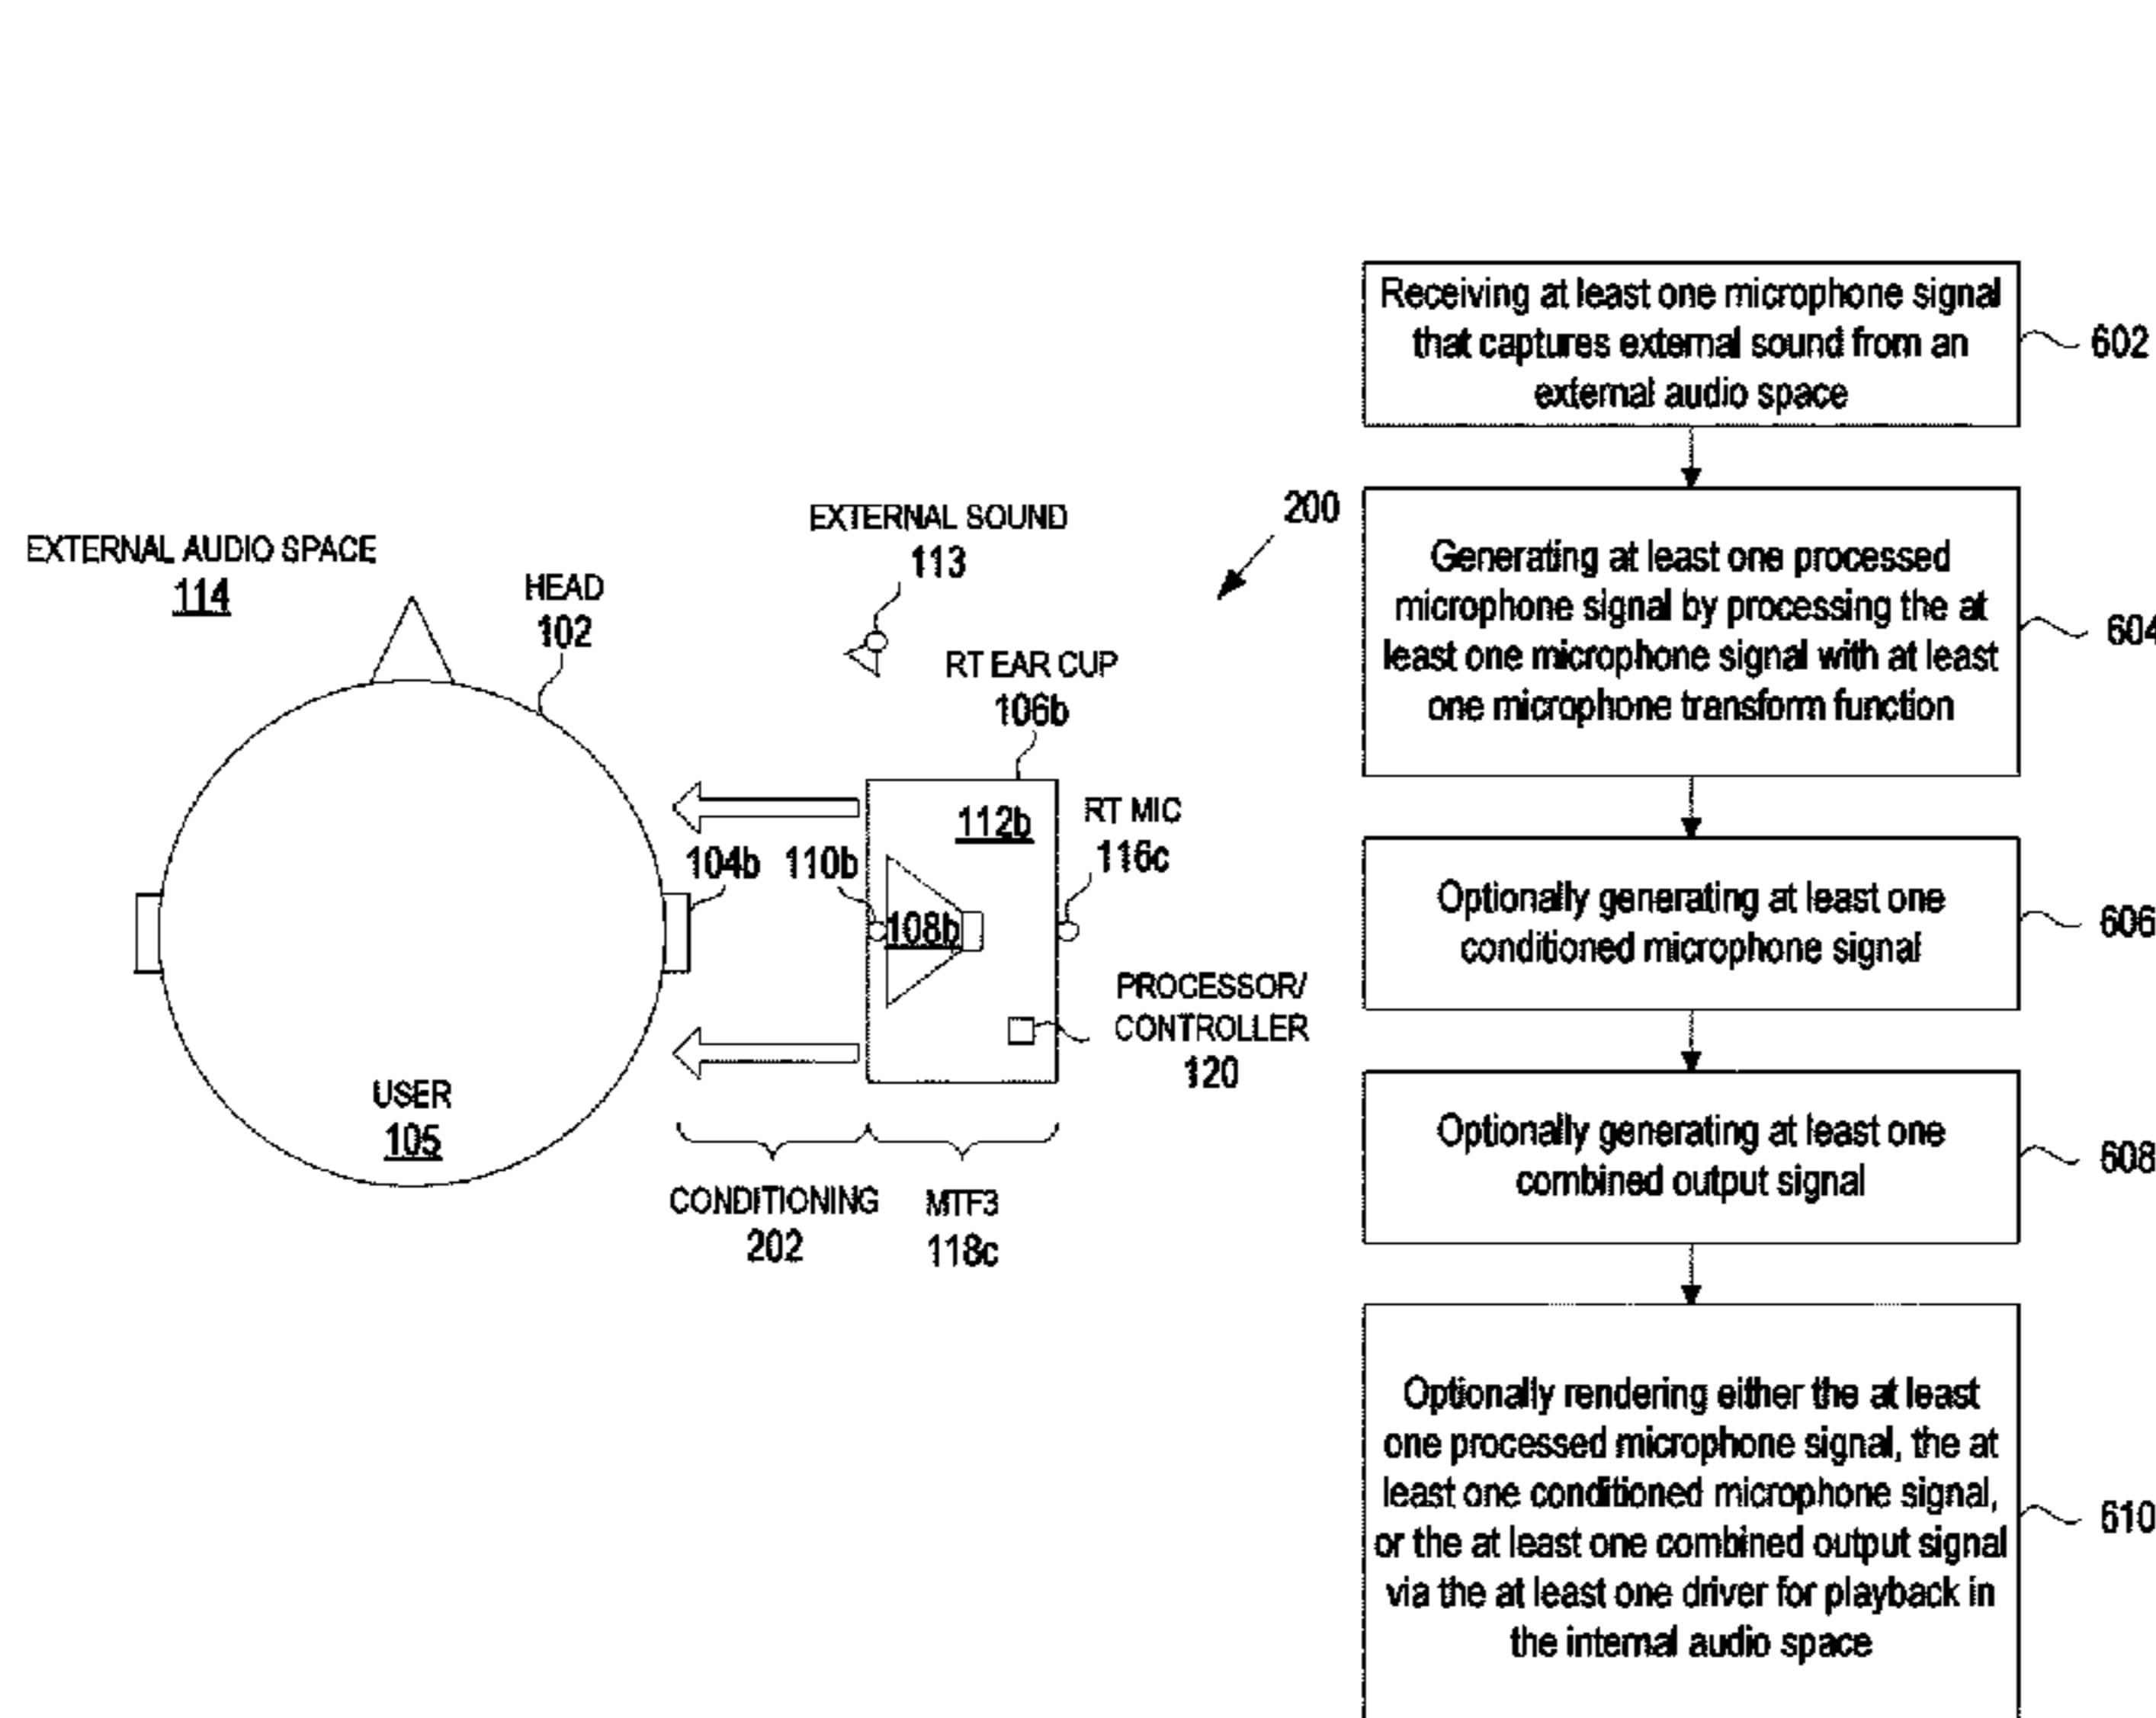 EXTERNAL AUDIO SPACE
114
HEAD
102
EXTERNAL SOUND
113
200
RT EAR CUP
106b
112b
RT MIC
116c
104b
110b
108b
PROCESSOR/
CONTROLLER
120
USER
105
CONDITIONING
202
MTF3
118c
Receiving at least one microphone signal
that captures external sound from an
external audio space
602
Generating at least one processed
microphone signal by processing the at
least one microphone signal with at least
one microphone transform function
604
Optionally generating at least one
conditioned microphone signal
606
Optionally generating at least one
combined output signal
608
Optionally rendering either the at least
one processed microphone signal, the at
least one conditioned microphone signal,
or the at least one combined output signal
via the at least one driver for playback in
the internal audio space
610